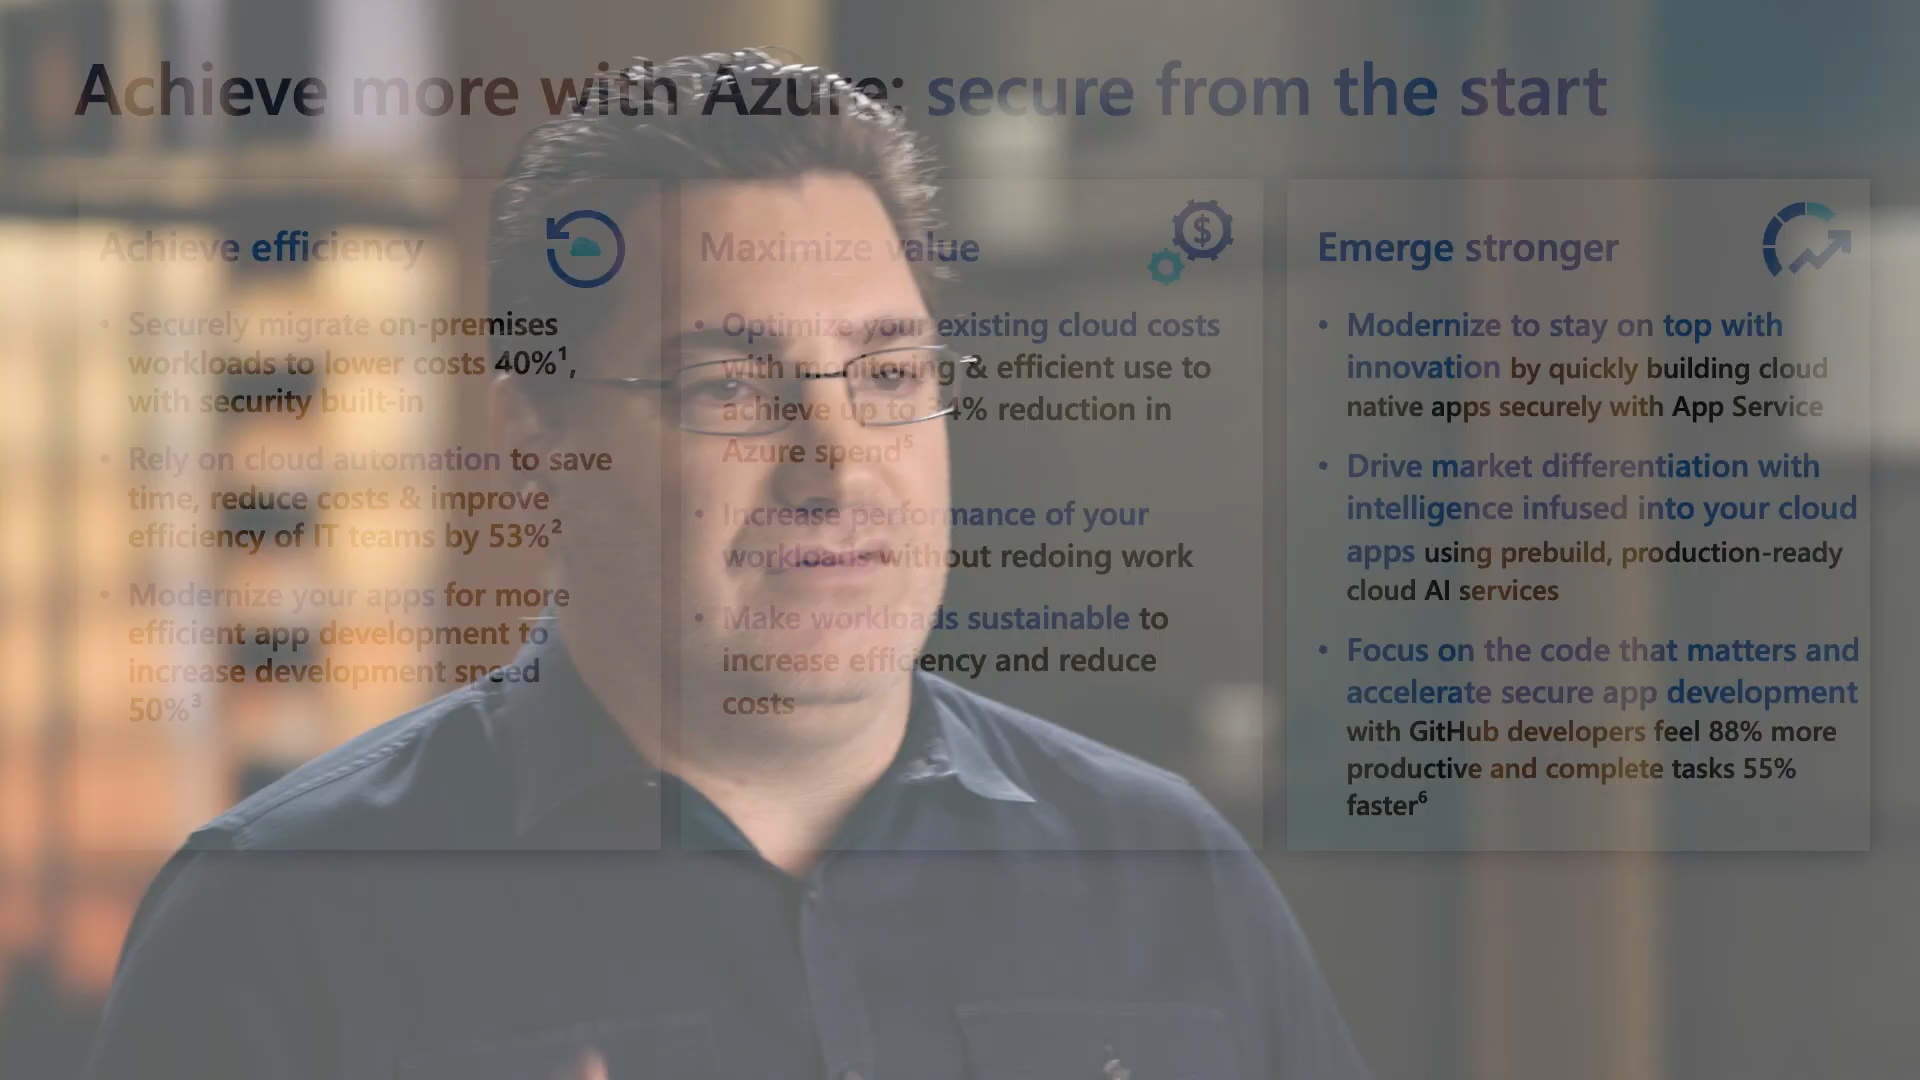 Achieve more with Azure: secure from the start
Achieve efficiency
• Securely migrate on-premises
workloads to lower costs 40%¹,
with security built-in
• Rely on cloud automation to save
time, reduce costs & improve
efficiency of IT teams by 53%²
• Modernize your apps for more
efficient app development to
increase development speed
50%³
Maximize value
$
• Optimize your existing cloud costs
with monitoring & efficient use to
achieve up to 34% reduction in
Azure spend⁵
• Increase performance of your
workloads without redoing work
• Make workloads sustainable to
increase efficiency and reduce
costs
Emerge stronger
• Modernize to stay on top with
innovation by quickly building cloud
native apps securely with App Service
• Drive market differentiation with
intelligence infused into your cloud
apps using prebuild, production-ready
cloud AI services
• Focus on the code that matters and
accelerate secure app development
with GitHub developers feel 88% more
productive and complete tasks 55%
faster⁶